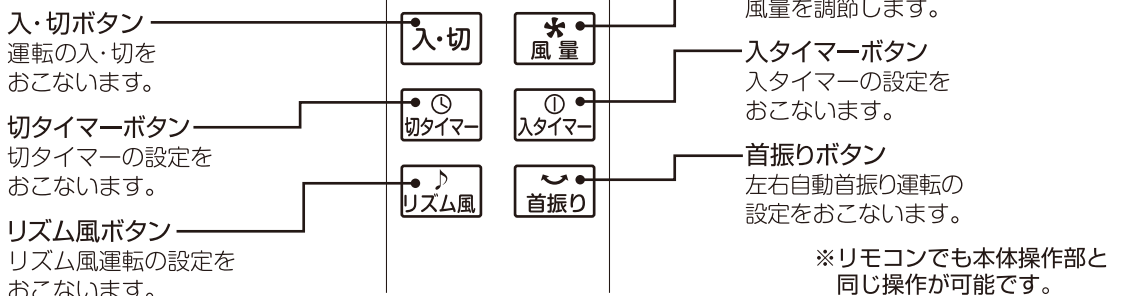 入・切ボタン
運転の入・切を
おこないます。
切タイマーボタン
切タイマーの設定を
おこないます。
リズム風ボタン
リズム風運転の設定を
おこないます。
入・切
風量
切タイマー
入タイマー
リズム風
首振り
風量を調節します。
入タイマーボタン
入タイマーの設定を
おこないます。
首振りボタン
左右自動首振り運転の
設定をおこないます。
※リモコンでも本体操作部と
同じ操作が可能です。